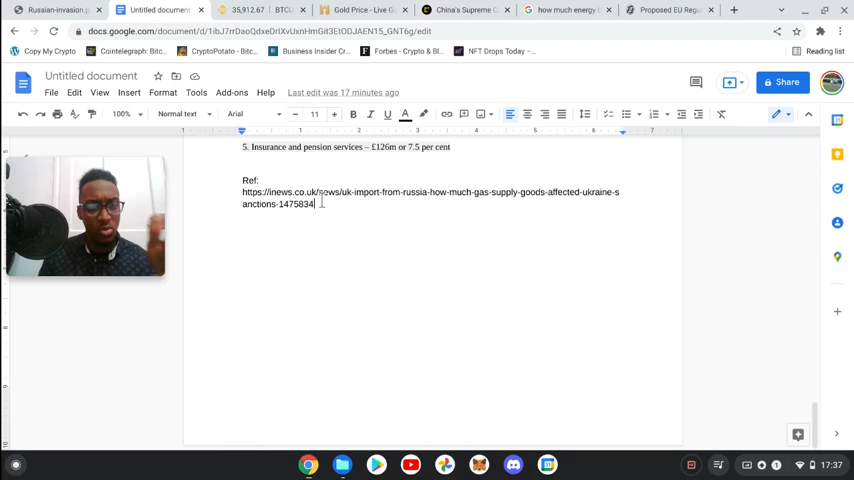 Russian-invasion.j
Untitled document
35,912.67 | BTCU
Gold Price - Live G
China's Supreme C
how much energy b
Proposed EU Regu
docs.google.com/document/d/1ibJ7rrDaoQdxeDrlXvUxnHmGit3EtODJAEN15_GNT6g/edit
Copy My Crypto
Cointelegraph: Bitc...
CryptoPotato - Bitc...
Business Insider Cr...
Forbes - Crypto & Bl...
NFT Drops Today -...
Reading list
Untitled document
File Edit View Insert Format Tools Add-ons Help Last edit was 17 minutes ago
Share
100% Normal text Arial 11
5. Insurance and pension services – £126m or 7.5 per cent
Ref:
https://inews.co.uk/news/uk-import-from-russia-how-much-gas-supply-goods-affected-ukraine-s
anctions-1475834
17:37